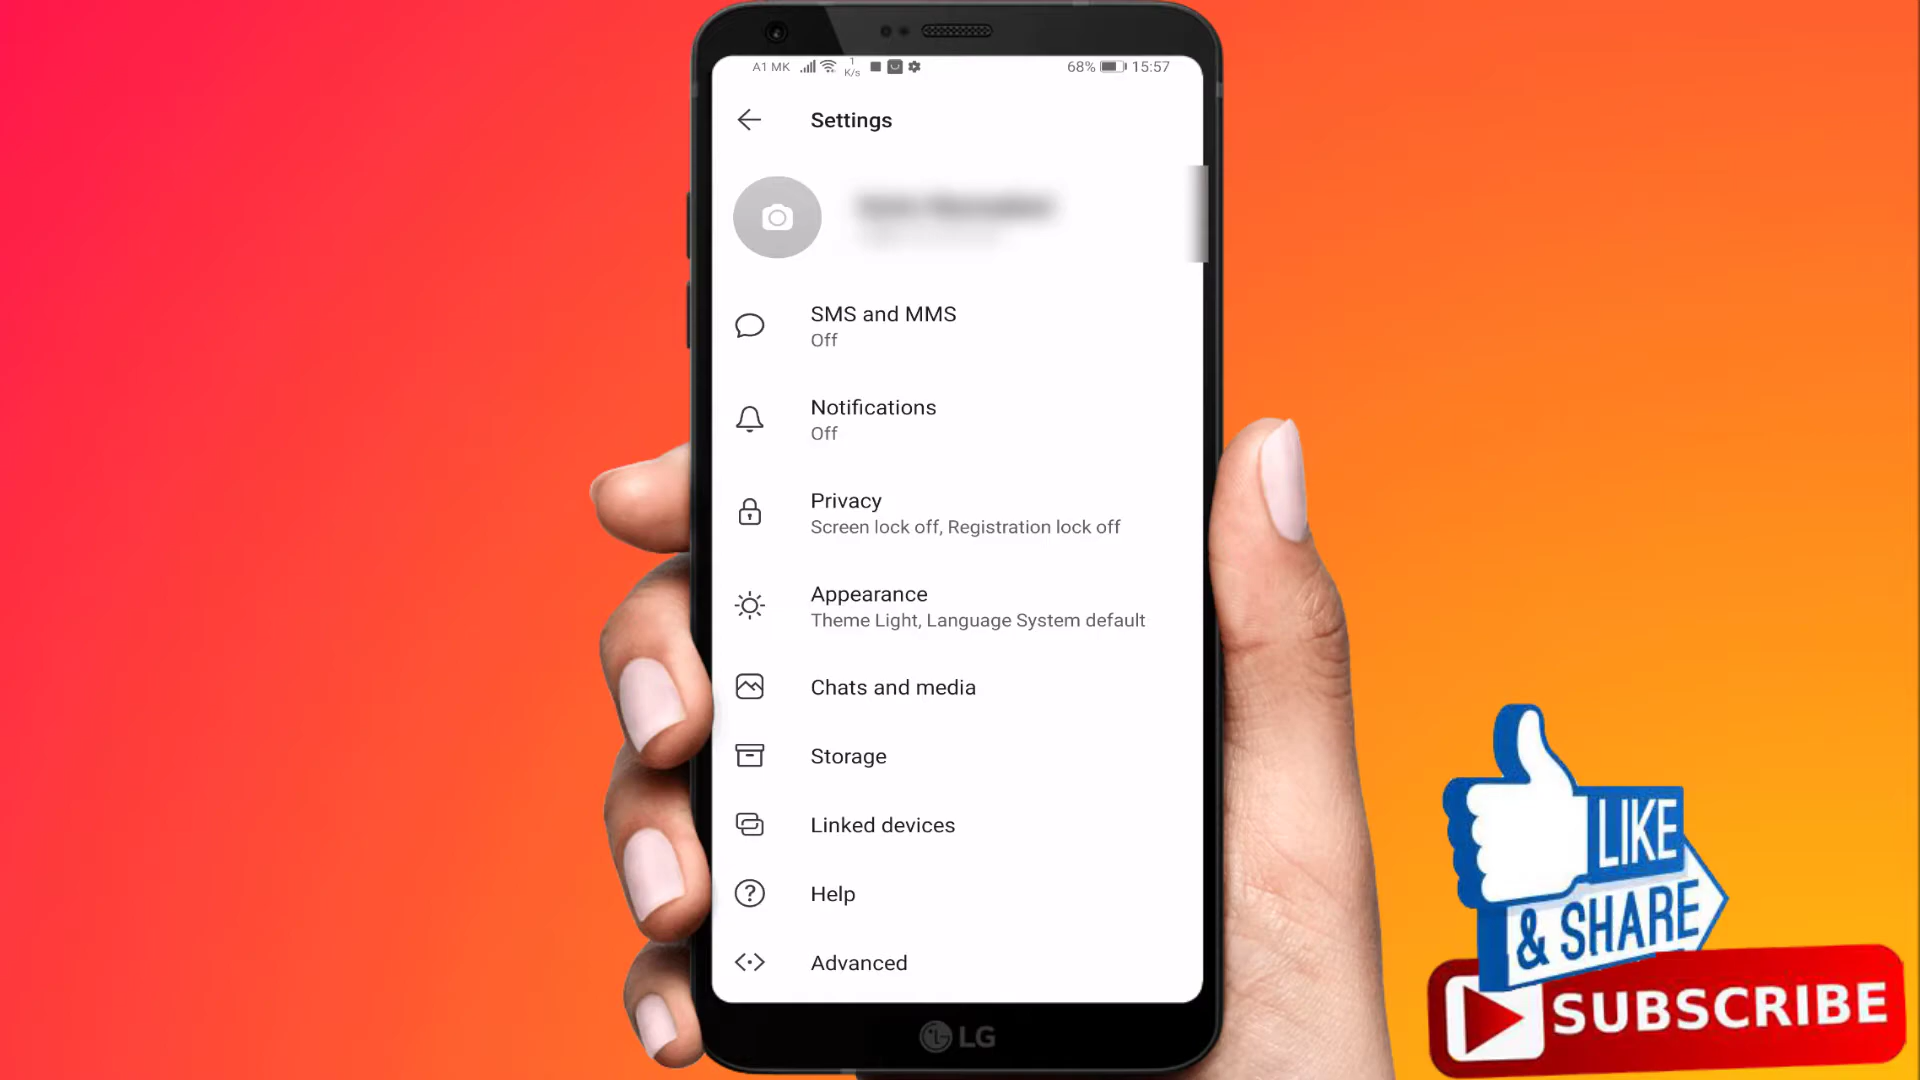 A1 MK 1 K/s 68% 15:57
Settings
SMS and MMS
Off
Notifications
Off
Privacy
Screen lock off, Registration lock off
Appearance
Theme Light, Language System default
Chats and media
Storage
Linked devices
Help
Advanced
LG
LIKE
& SHARE
SUBSCRIBE